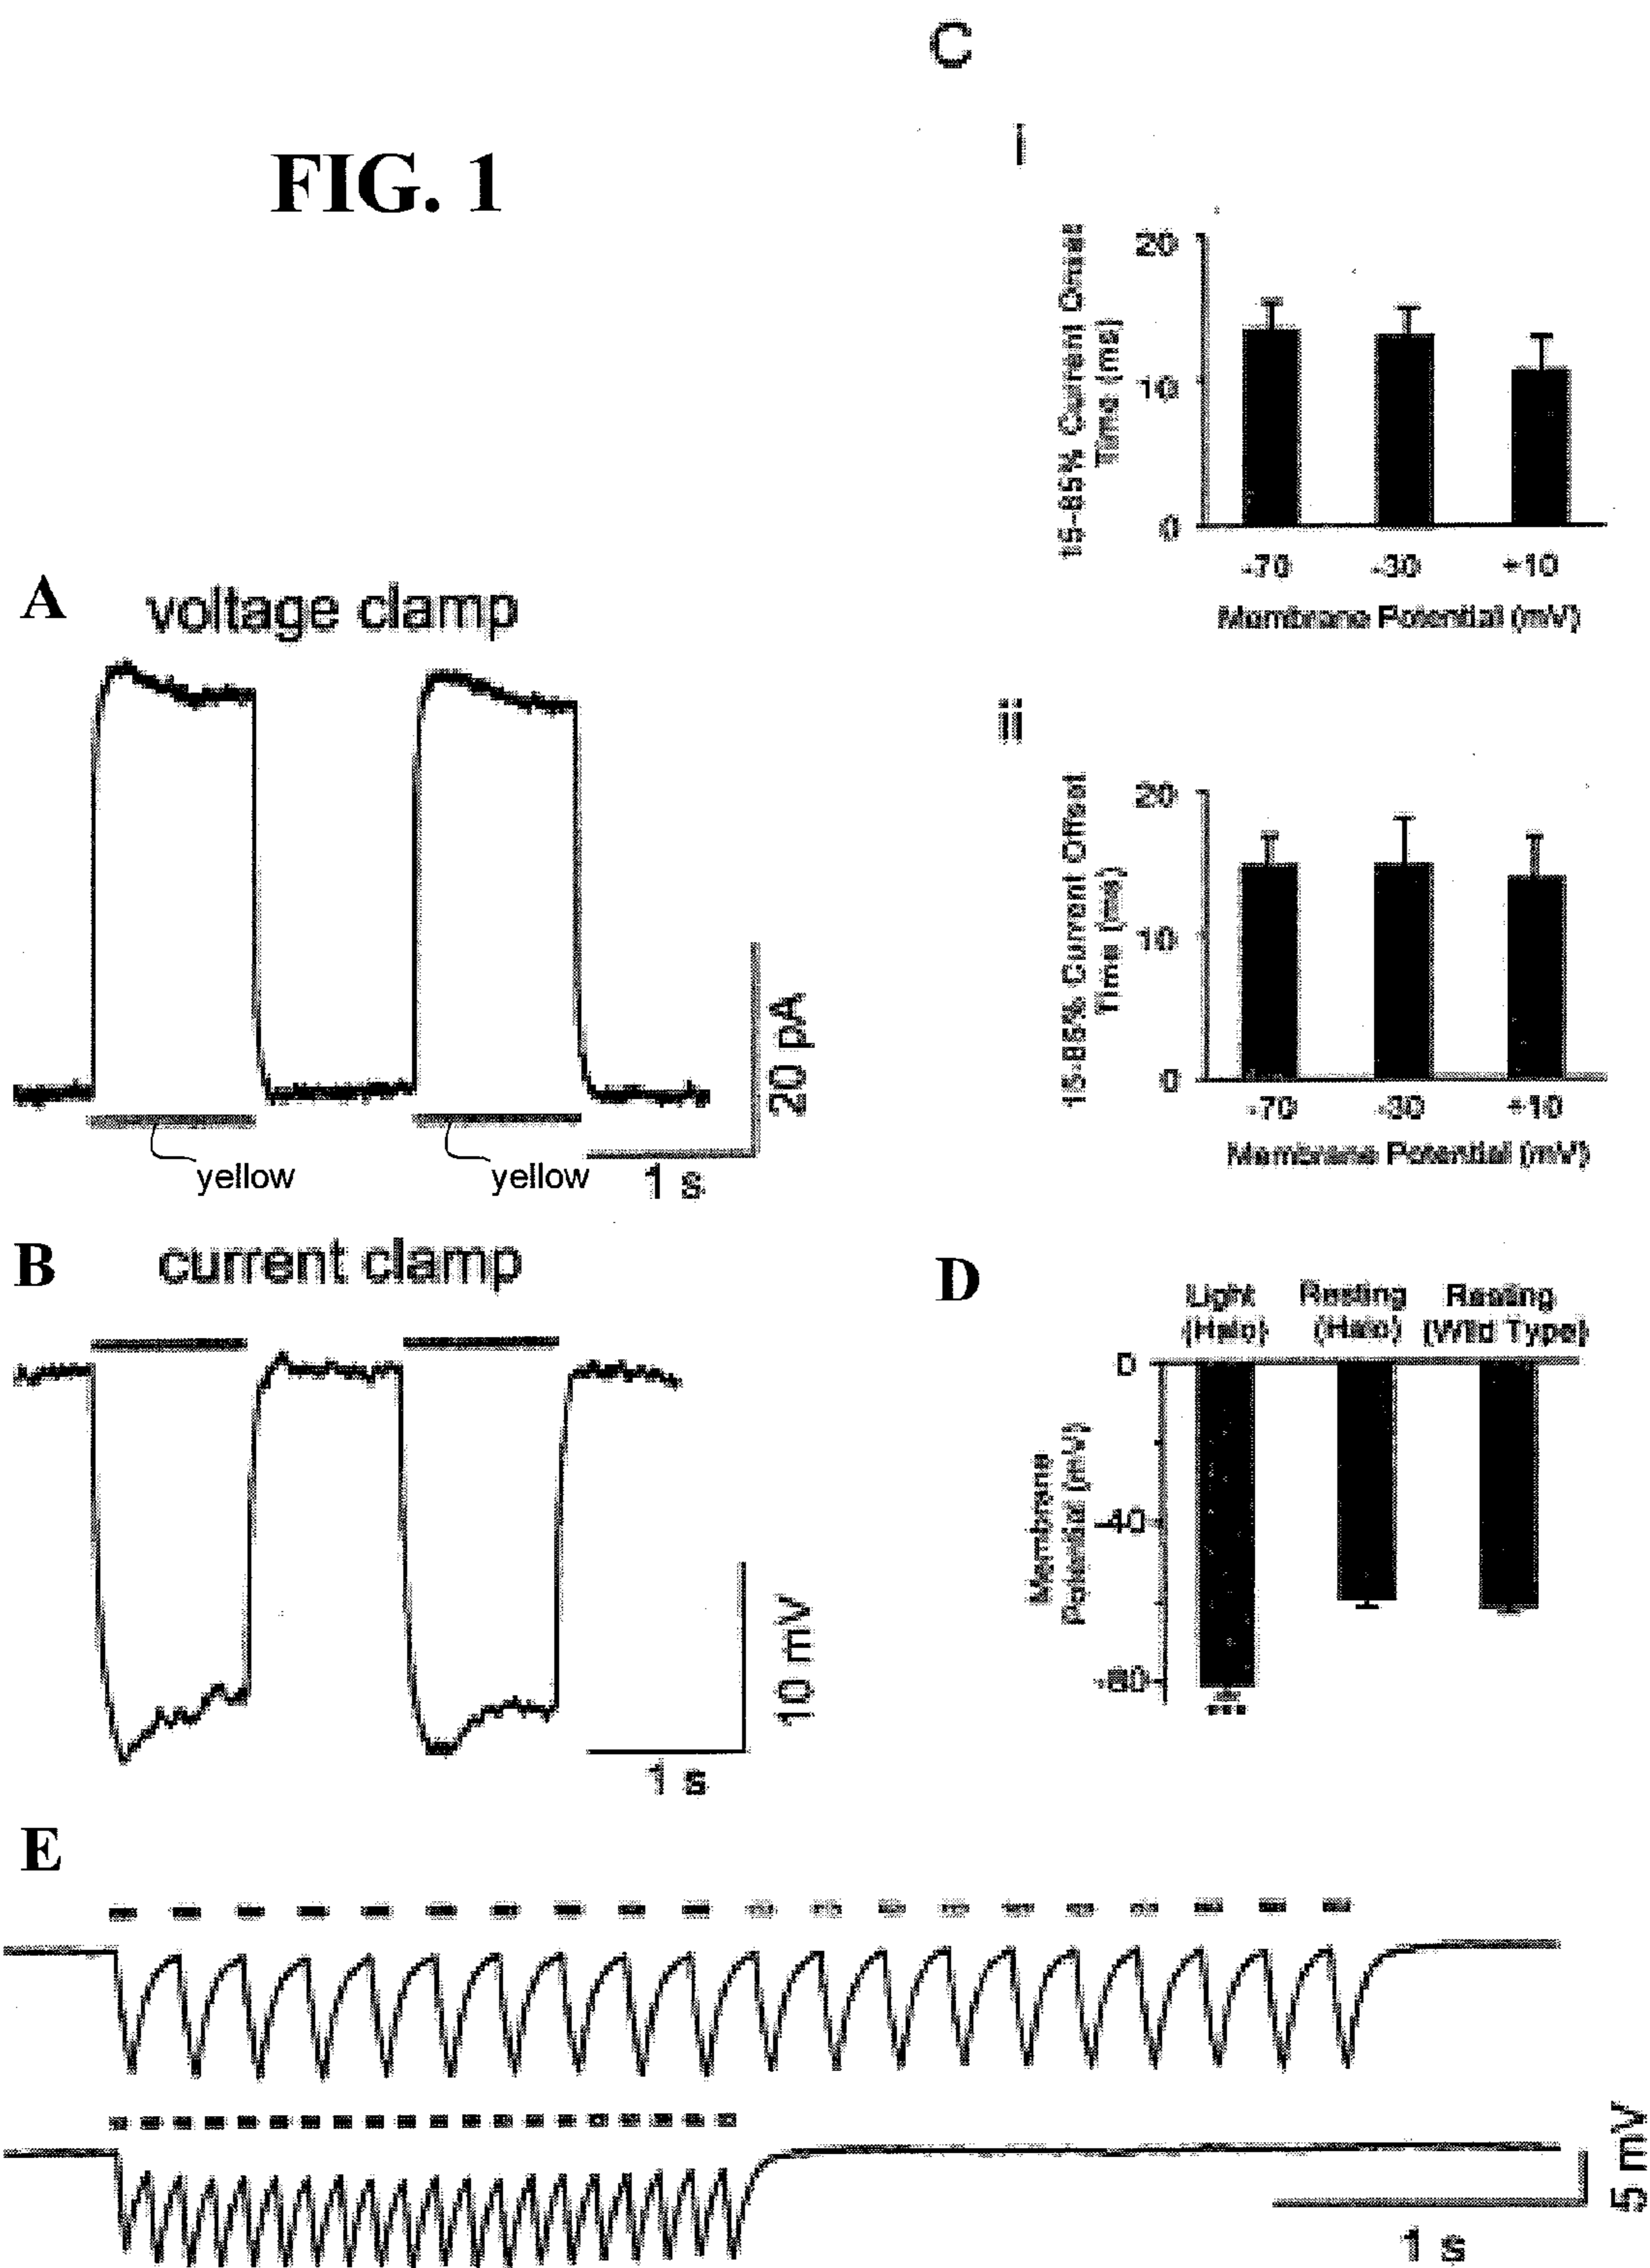 FIG. 1
A
voltage clamp
20 pA
1 s
yellow
yellow
B
current clamp
10 mV
1 s
C
i
15-85% Current Onset
Time (ms)
20
10
0
-70
-30
+10
Membrane Potential (mV)
ii
15-85% Current Offset
Time (ms)
20
10
0
-70
-30
+10
Membrane Potential (mV)
D
Light
(Halo)
Resting
(Halo)
Resting
(Wild Type)
Membrane
Potential (mV)
0
-40
-80
***
E
5 mV
1 s